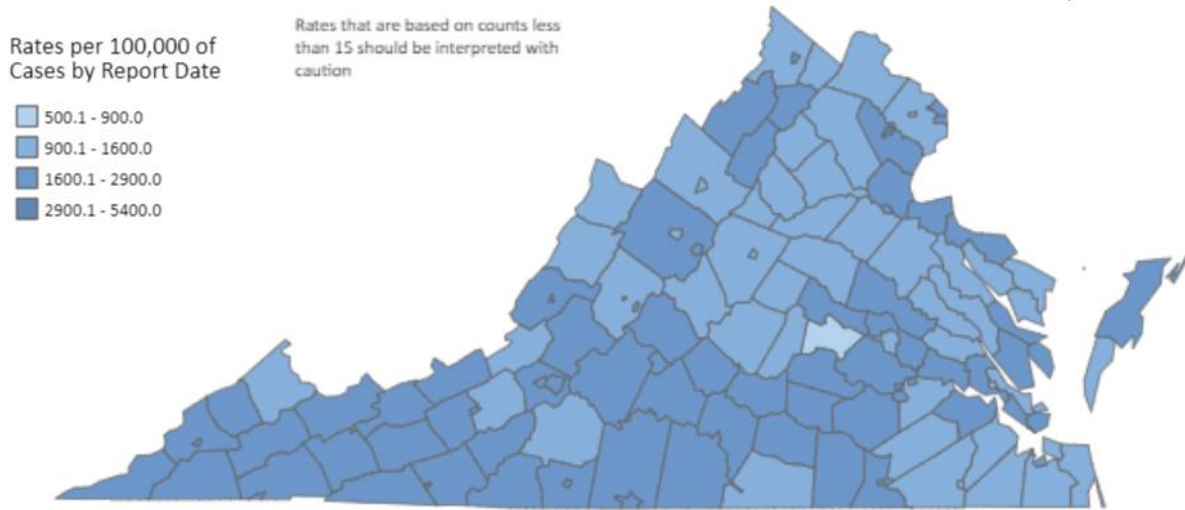 Rates per 100,000 of
Cases by Report Date
500.1 - 900.0
900.1 - 1600.0
1600.1 - 2900.0
2900.1 - 5400.0
Rates that are based on counts less
than 15 should be interpreted with
caution